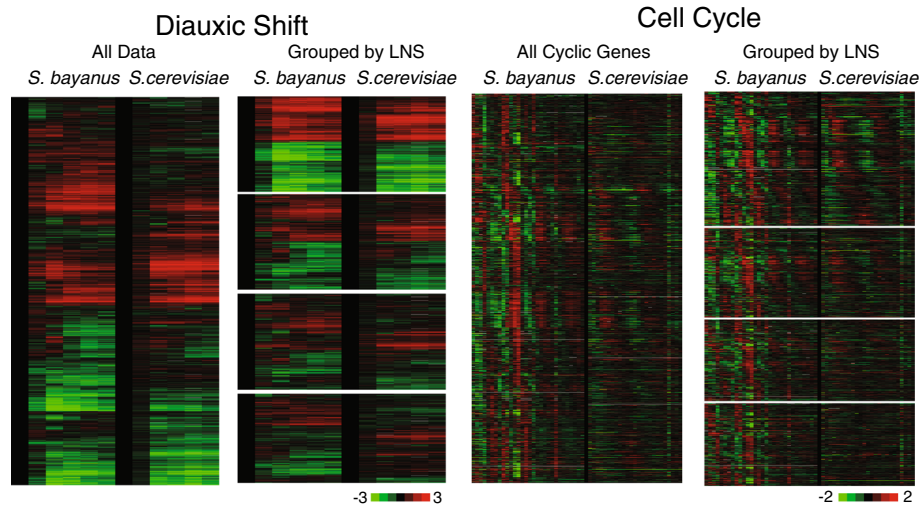 Diauxic Shift
Cell Cycle
All Data
Grouped by LNS
All Cyclic Genes
Grouped by LNS
S. bayanus S.cerevisiae
S. bayanus S.cerevisiae
S. bayanus S.cerevisiae
S. bayanus S.cerevisiae
-3 3
-2 2